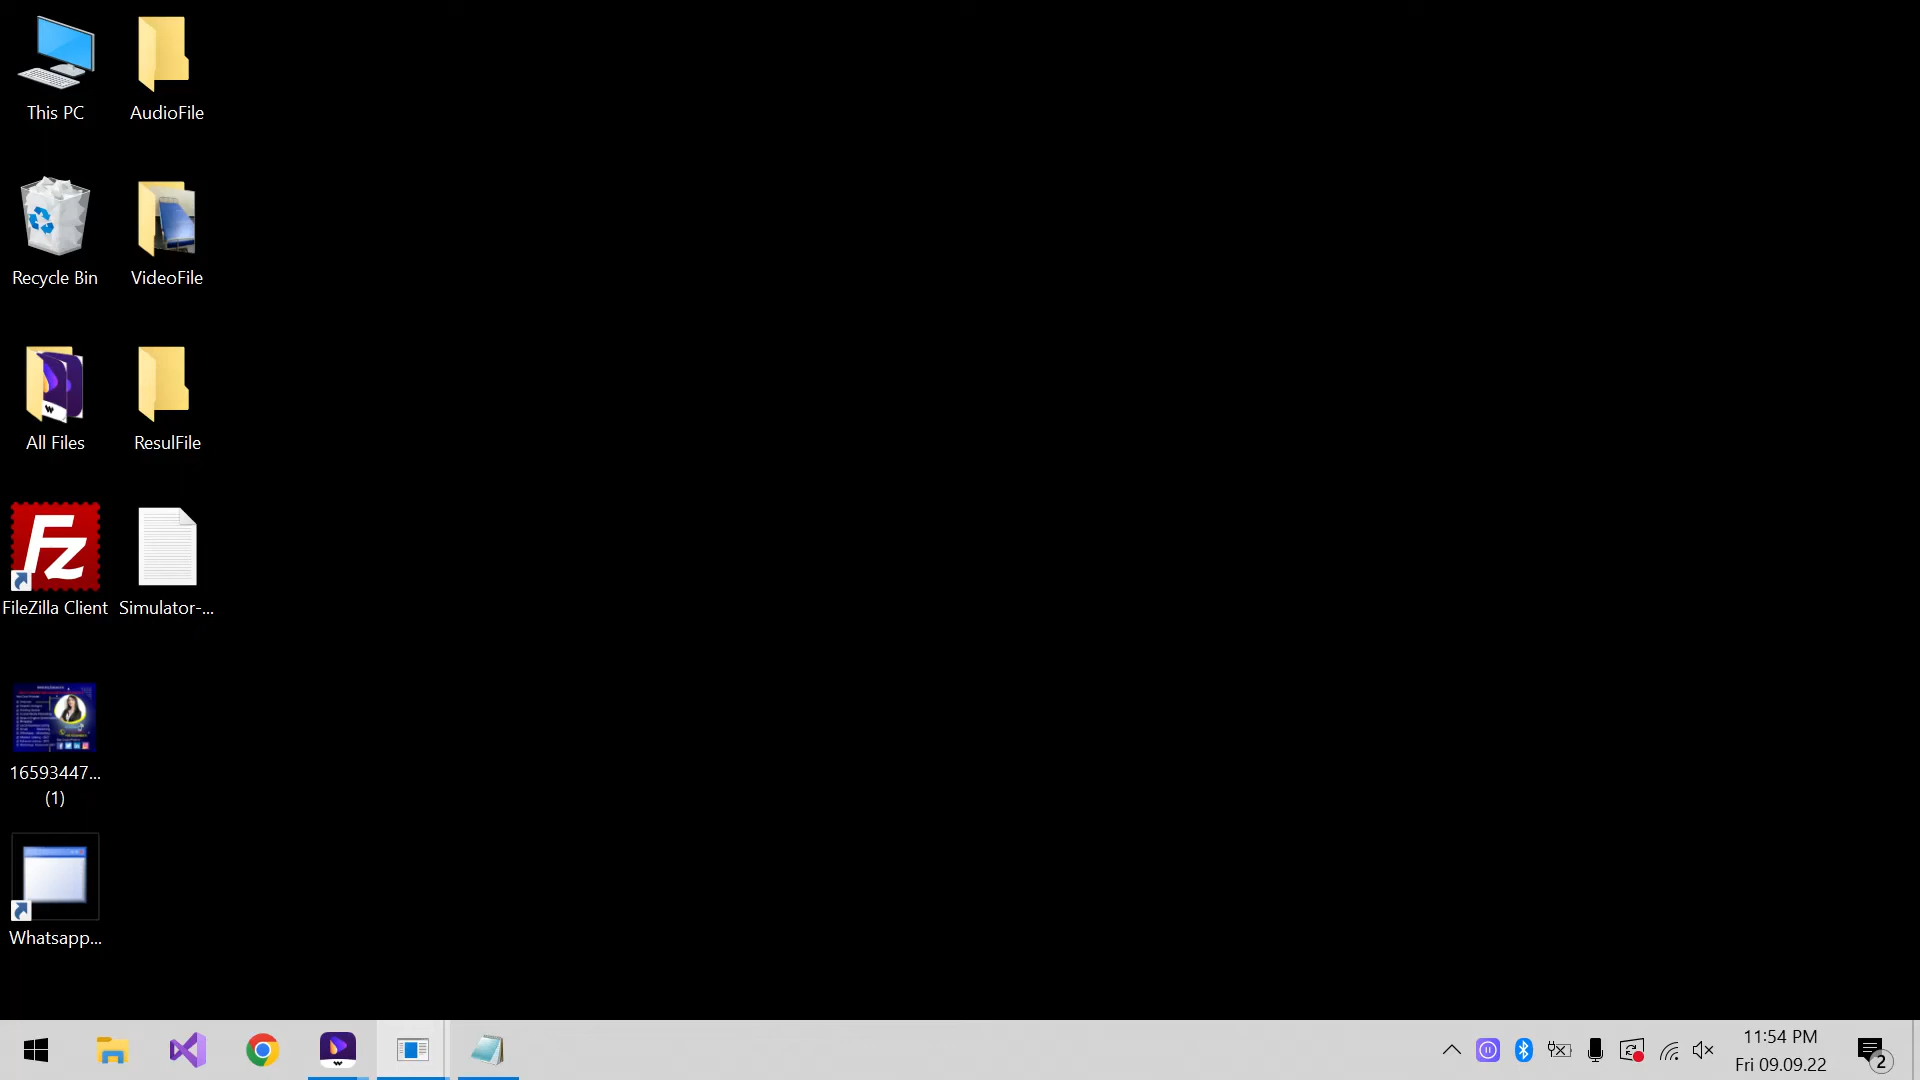 This PC
AudioFile
Recycle Bin
VideoFile
All Files
ResulFile
FileZilla Client
Simulator-...
16593447...
(1)
Whatsapp...
11:54 PM
Fri 09.09.22
2